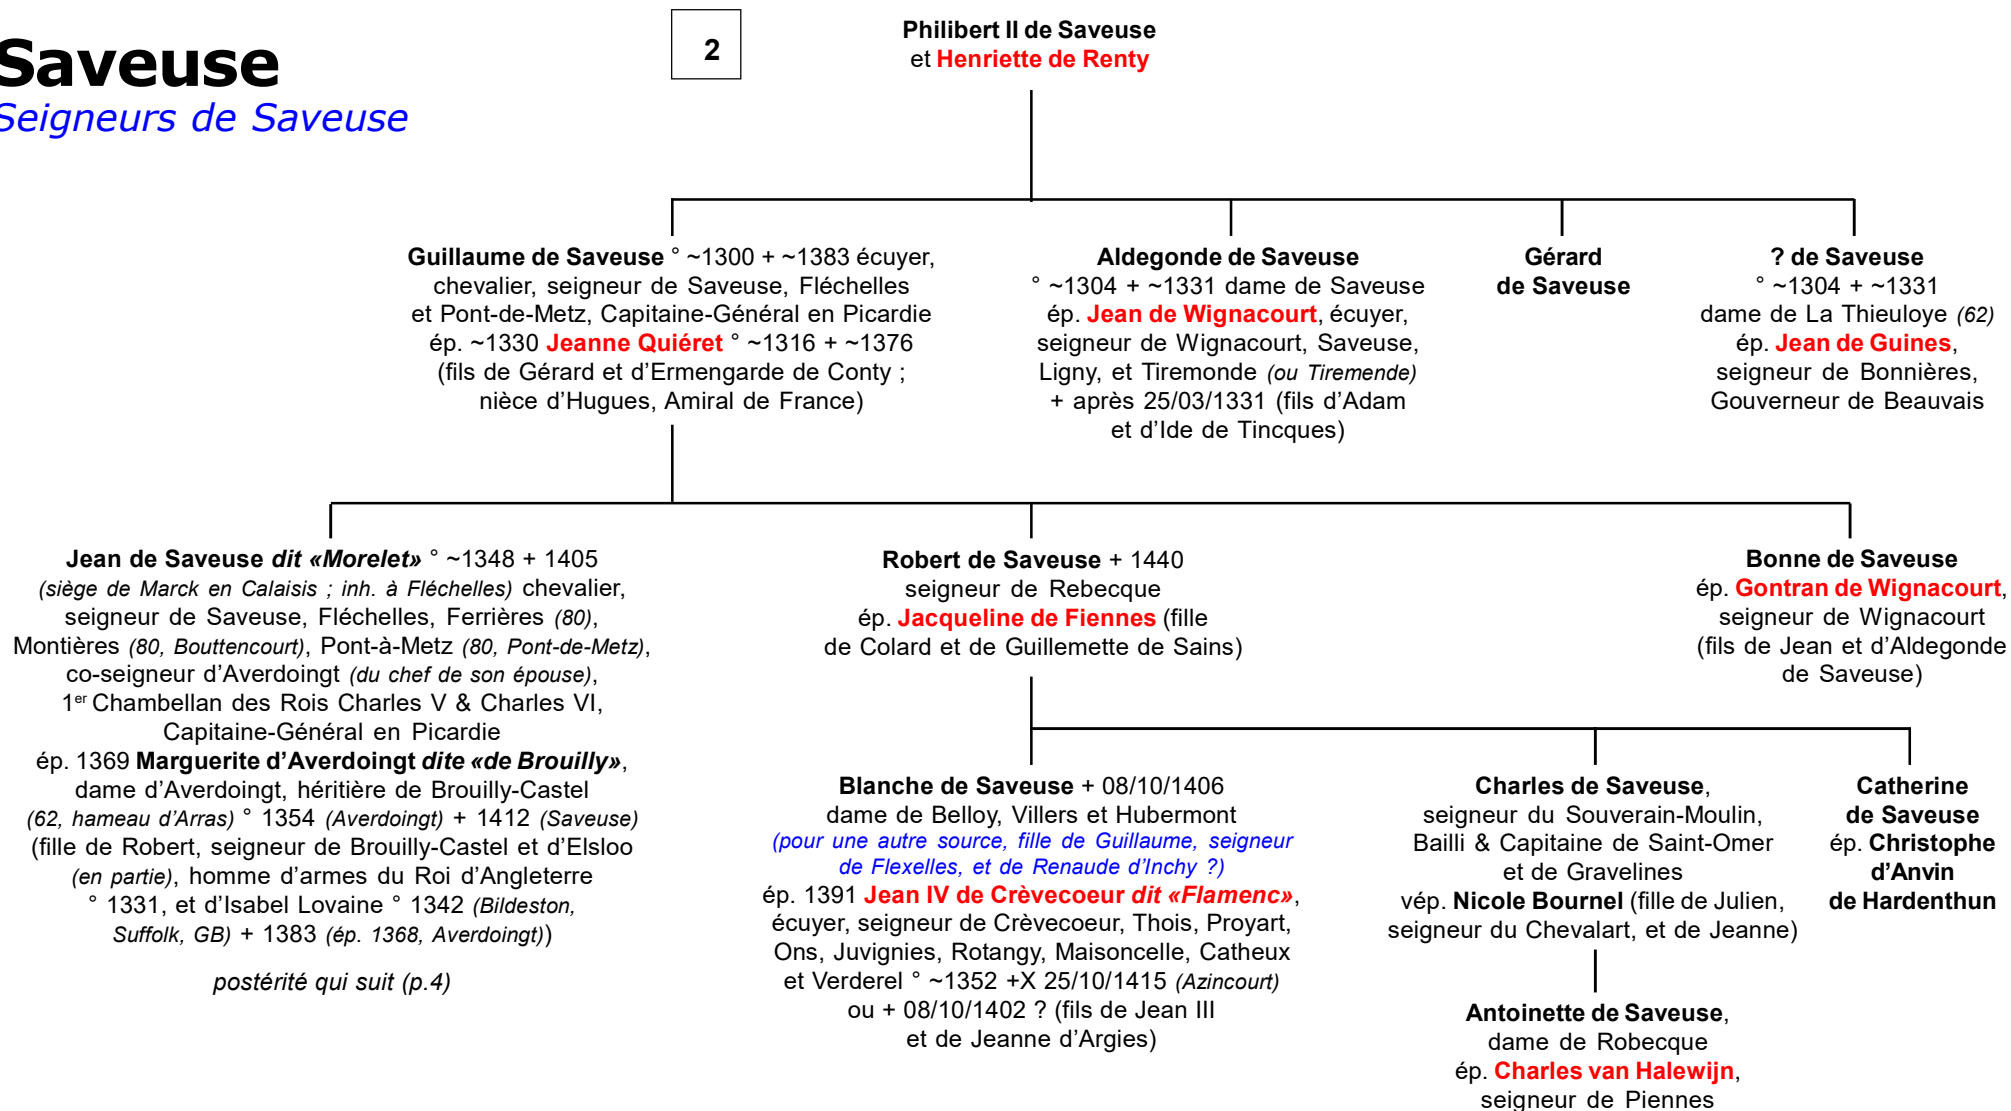 Saveuse
Seigneurs de Saveuse
2
Philibert II de Saveuse
et Henriette de Renty
Guillaume de Saveuse ° ~1300 + ~1383 écuyer,
chevalier, seigneur de Saveuse, Fléchelles
et Pont-de-Metz, Capitaine-Général en Picardie
ép. ~1330 Jeanne Quiéret ° ~1316 + ~1376
(fils de Gérard et d’Ermengarde de Conty ;
nièce d’Hugues, Amiral de France)
Aldegonde de Saveuse
° ~1304 + ~1331 dame de Saveuse
ép. Jean de Wignacourt, écuyer,
seigneur de Wignacourt, Saveuse,
Ligny, et Tiremonde (ou Tiremende)
+ après 25/03/1331 (fils d’Adam
et d’Ide de Tincques)
Gérard
de Saveuse
? de Saveuse
° ~1304 + ~1331
dame de La Thieuloye (62)
ép. Jean de Guines,
seigneur de Bonnières,
Gouverneur de Beauvais
Jean de Saveuse dit «Morelet» ° ~1348 + 1405
(siège de Marck en Calaisis ; inh. à Fléchelles) chevalier,
seigneur de Saveuse, Fléchelles, Ferrières (80),
Montières (80, Bouttencourt), Pont-à-Metz (80, Pont-de-Metz),
co-seigneur d’Averdoingt (du chef de son épouse),
1er Chambellan des Rois Charles V & Charles VI,
Capitaine-Général en Picardie
ép. 1369 Marguerite d’Averdoingt dite «de Brouilly»,
dame d’Averdoingt, héritière de Brouilly-Castel
(62, hameau d’Arras) ° 1354 (Averdoingt) + 1412 (Saveuse)
(fille de Robert, seigneur de Brouilly-Castel et d’Elsloo
(en partie), homme d’armes du Roi d’Angleterre
° 1331, et d’Isabel Lovaine ° 1342 (Bildeston,
Suffolk, GB) + 1383 (ép. 1368, Averdoingt))
postérité qui suit (p.4)
Robert de Saveuse + 1440
seigneur de Rebecque
ép. Jacqueline de Fiennes (fille
de Colard et de Guillemette de Sains)
Bonne de Saveuse
ép. Gontran de Wignacourt,
seigneur de Wignacourt
(fils de Jean et d’Aldegonde
de Saveuse)
Blanche de Saveuse + 08/10/1406
dame de Belloy, Villers et Hubermont
(pour une autre source, fille de Guillaume, seigneur
de Flexelles, et de Renaude d’Inchy ?)
ép. 1391 Jean IV de Crèvecoeur dit «Flamenc»,
écuyer, seigneur de Crèvecoeur, Thois, Proyart,
Ons, Juvignies, Rotangy, Maisoncelle, Catheux
et Verderel ° ~1352 +X 25/10/1415 (Azincourt)
ou + 08/10/1402 ? (fils de Jean III
et de Jeanne d’Argies)
Charles de Saveuse,
seigneur du Souverain-Moulin,
Bailli & Capitaine de Saint-Omer
et de Gravelines
vép. Nicole Bournel (fille de Julien,
seigneur du Chevalart, et de Jeanne)
Catherine
de Saveuse
ép. Christophe
d’Anvin
de Hardenthun
Antoinette de Saveuse,
dame de Robecque
ép. Charles van Halewijn,
seigneur de Piennes